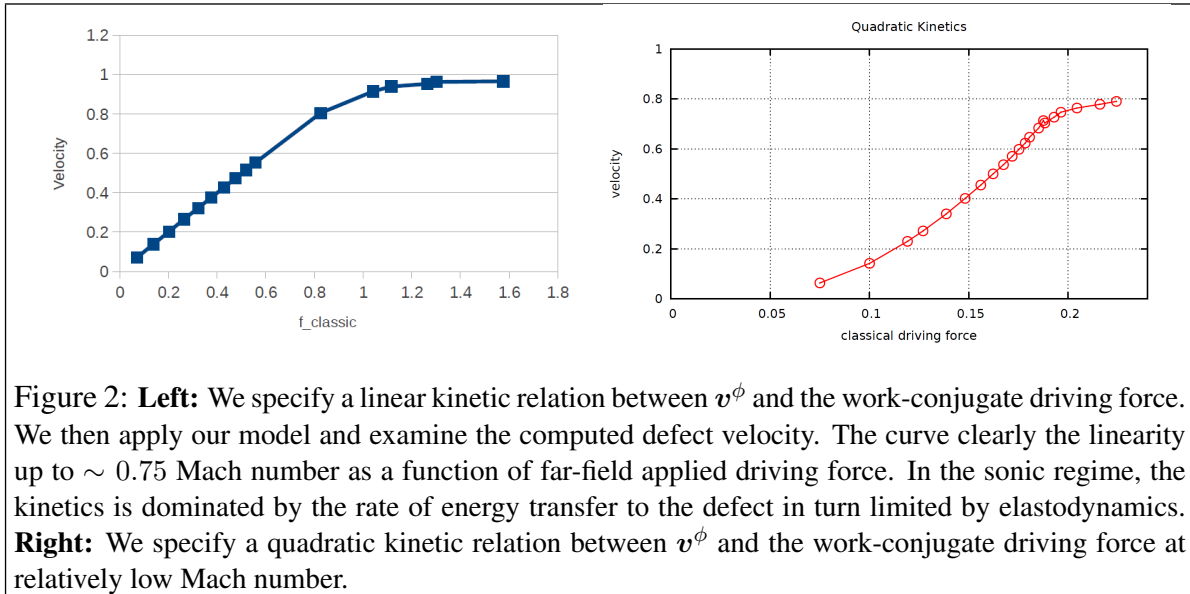 1.2
1
0.8
0.6
0.4
0.2
0
Velocity
0 0.2 0.4 0.6 0.8 1 1.2 1.4 1.6 1.8
f_classic
Quadratic Kinetics
1
0.8
0.6
0.4
0.2
0
velocity
0 0.05 0.1 0.15 0.2
classical driving force
Figure 2: Left: We specify a linear kinetic relation between v^ϕ and the work-conjugate driving force.
We then apply our model and examine the computed defect velocity. The curve clearly the linearity
up to ∼ 0.75 Mach number as a function of far-field applied driving force. In the sonic regime, the
kinetics is dominated by the rate of energy transfer to the defect in turn limited by elastodynamics.
Right: We specify a quadratic kinetic relation between v^ϕ and the work-conjugate driving force at
relatively low Mach number.